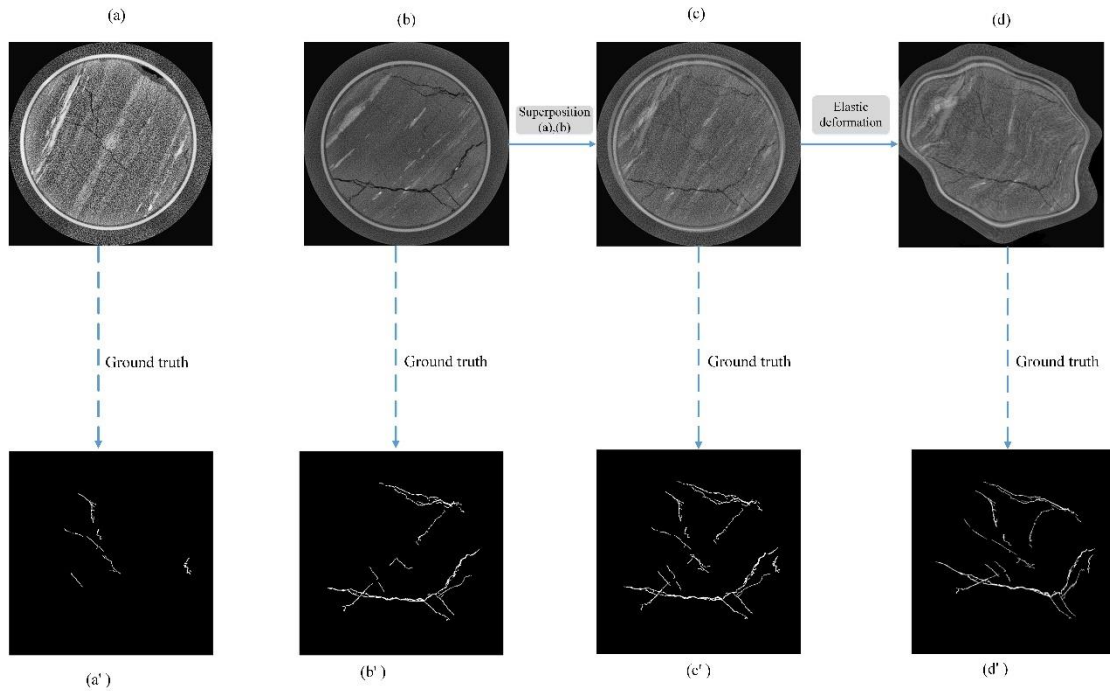 (a)
(b)
(c)
(d)
Superposition
(a),(b)
Elastic
deformation
Ground truth
Ground truth
Ground truth
Ground truth
(a' )
(b' )
(c' )
(d' )